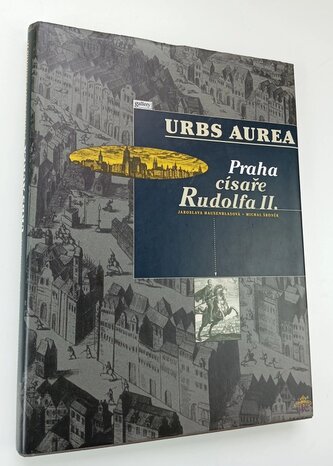 gallery
URBS AUREA
Praha
císaře
Rudolfa II.
JAROSLAVA HAUSENBLASOVÁ • MICHAL ŠRONĚK